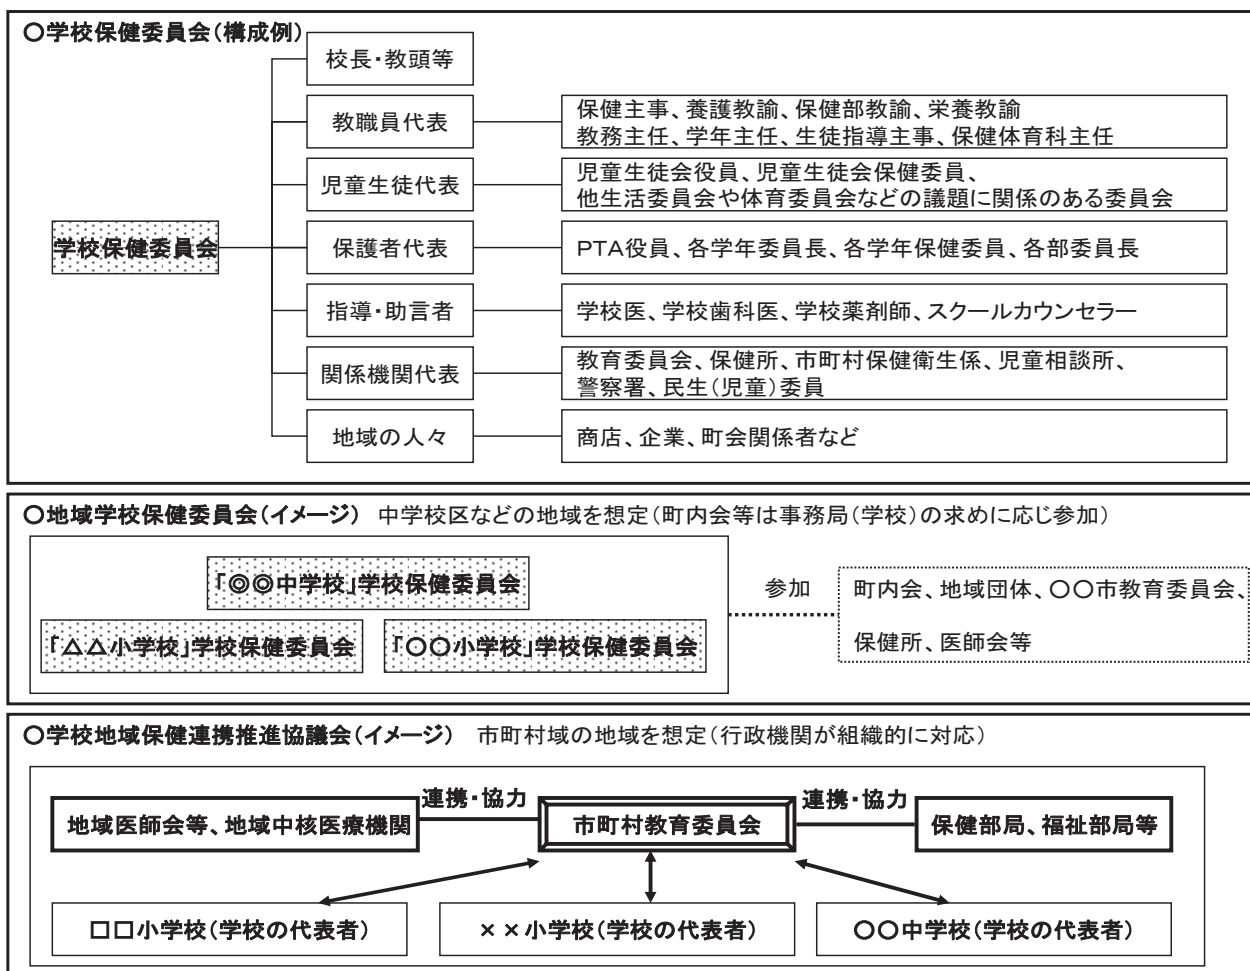 〇学校保健委員会（構成例）
校長・教頭等
教職員代表
保健主事、養護教諭、保健部教諭、栄養教諭
教務主任、学年主任、生徒指導主事、保健体育科主任
児童生徒代表
児童生徒会役員、児童生徒会保健委員、
他生活委員会や体育委員会などの議題に関係のある委員会
学校保健委員会
保護者代表
PTA役員、各学年委員長、各学年保健委員、各部委員長
指導・助言者
学校医、学校歯科医、学校薬剤師、スクールカウンセラー
関係機関代表
教育委員会、保健所、市町村保健衛生係、児童相談所、
警察署、民生（児童）委員
地域の人々
商店、企業、町会関係者など
〇地域学校保健委員会（イメージ）　中学校区などの地域を想定（町内会等は事務局（学校）の求めに応じ参加）
「◎◎中学校」学校保健委員会
「△△小学校」学校保健委員会
「〇〇小学校」学校保健委員会
参加
町内会、地域団体、〇〇市教育委員会、
保健所、医師会等
〇学校地域保健連携推進協議会（イメージ）　市町村域の地域を想定（行政機関が組織的に対応）
地域医師会等、地域中核医療機関
連携・協力
市町村教育委員会
連携・協力
保健部局、福祉部局等
□□小学校（学校の代表者）
××小学校（学校の代表者）
〇〇中学校（学校の代表者）